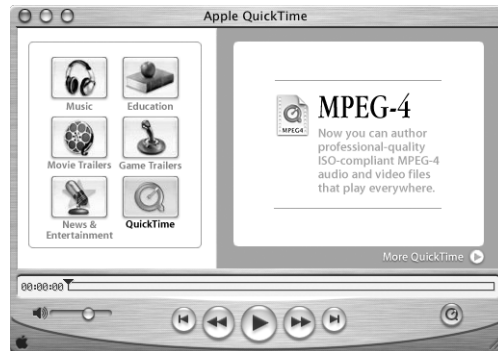 Apple QuickTime
Music
Education
Movie Trailers
Game Trailers
News &
Entertainment
QuickTime
MPEG4
MPEG-4
Now you can author
professional-quality
ISO-compliant MPEG-4
audio and video files
that play everywhere.
More QuickTime
00:00:00